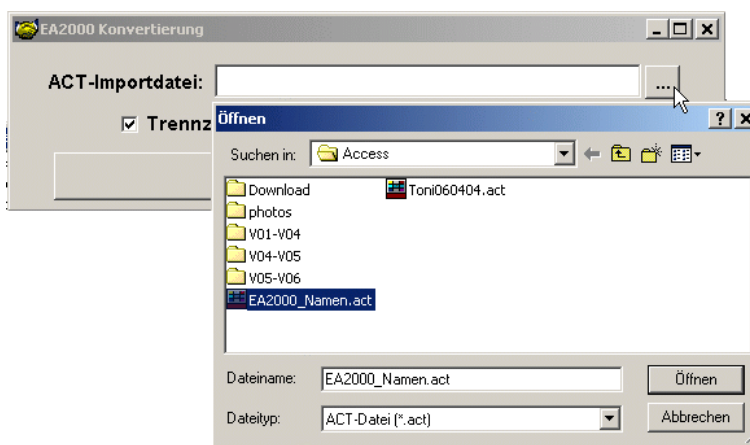 EA2000 Konvertierung
ACT-Importdatei:
...
Trennz
Öffnen
Suchen in: Access
Download
photos
V01-V04
V04-V05
V05-V06
EA2000_Namen.act
Toni060404.act
Dateiname: EA2000_Namen.act Öffnen
Dateityp: ACT-Datei (*.act) Abbrechen